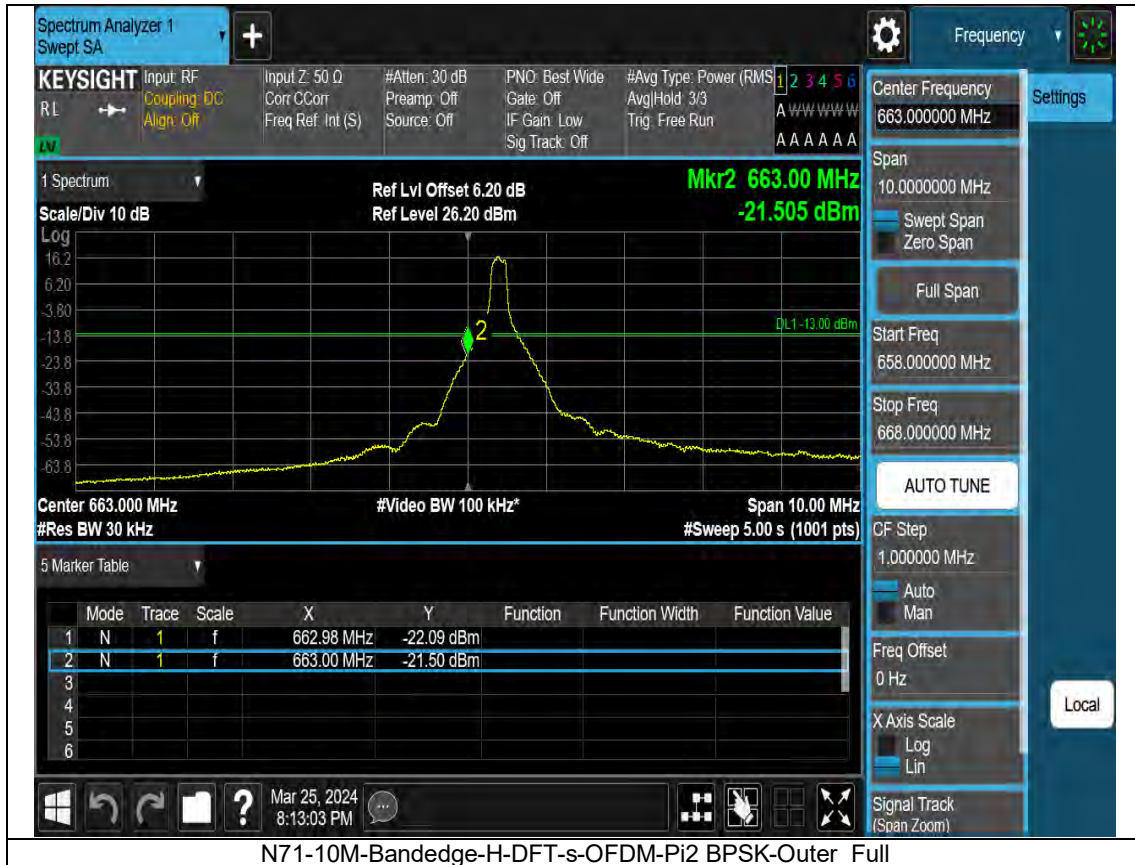 Spectrum Analyzer 1
Swept SA
+
Frequency
KEYSIGHT
Input: RF
Input Z: 50 Ω
#Atten: 30 dB
PNO: Best Wide
#Avg Type: Power (RMS
1 2 3 4 5 6
RL
Coupling: DC
Corr CCorr
Preamp: Off
Gate: Off
Avg|Hold: 3/3
A W W W W W
Align: Off
Freq Ref: Int (S)
Source: Off
IF Gain: Low
Trig: Free Run
Sig Track: Off
A A A A A A
1 Spectrum
Ref Lvl Offset 6.20 dB
Mkr2 663.00 MHz
Scale/Div 10 dB
Ref Level 26.20 dBm
-21.505 dBm
Log
16.2
6.20
-3.80
-13.8
-23.8
-33.8
-43.8
-53.8
-63.8
2
DL1 -13.00 dBm
Center 663.000 MHz
#Video BW 100 kHz*
Span 10.00 MHz
#Res BW 30 kHz
#Sweep 5.00 s (1001 pts)
5 Marker Table
Mode Trace Scale X Y Function Function Width Function Value
1 N 1 f 662.98 MHz -22.09 dBm
2 N 1 f 663.00 MHz -21.50 dBm
3
4
5
6
?
Mar 25, 2024
8:13:03 PM
Center Frequency
663.000000 MHz
Settings
Span
10.0000000 MHz
Swept Span
Zero Span
Full Span
Start Freq
658.000000 MHz
Stop Freq
668.000000 MHz
AUTO TUNE
CF Step
1.000000 MHz
Auto
Man
Freq Offset
0 Hz
X Axis Scale
Log
Lin
Local
Signal Track
(Span Zoom)
N71-10M-Bandedge-H-DFT-s-OFDM-Pi2 BPSK-Outer_Full